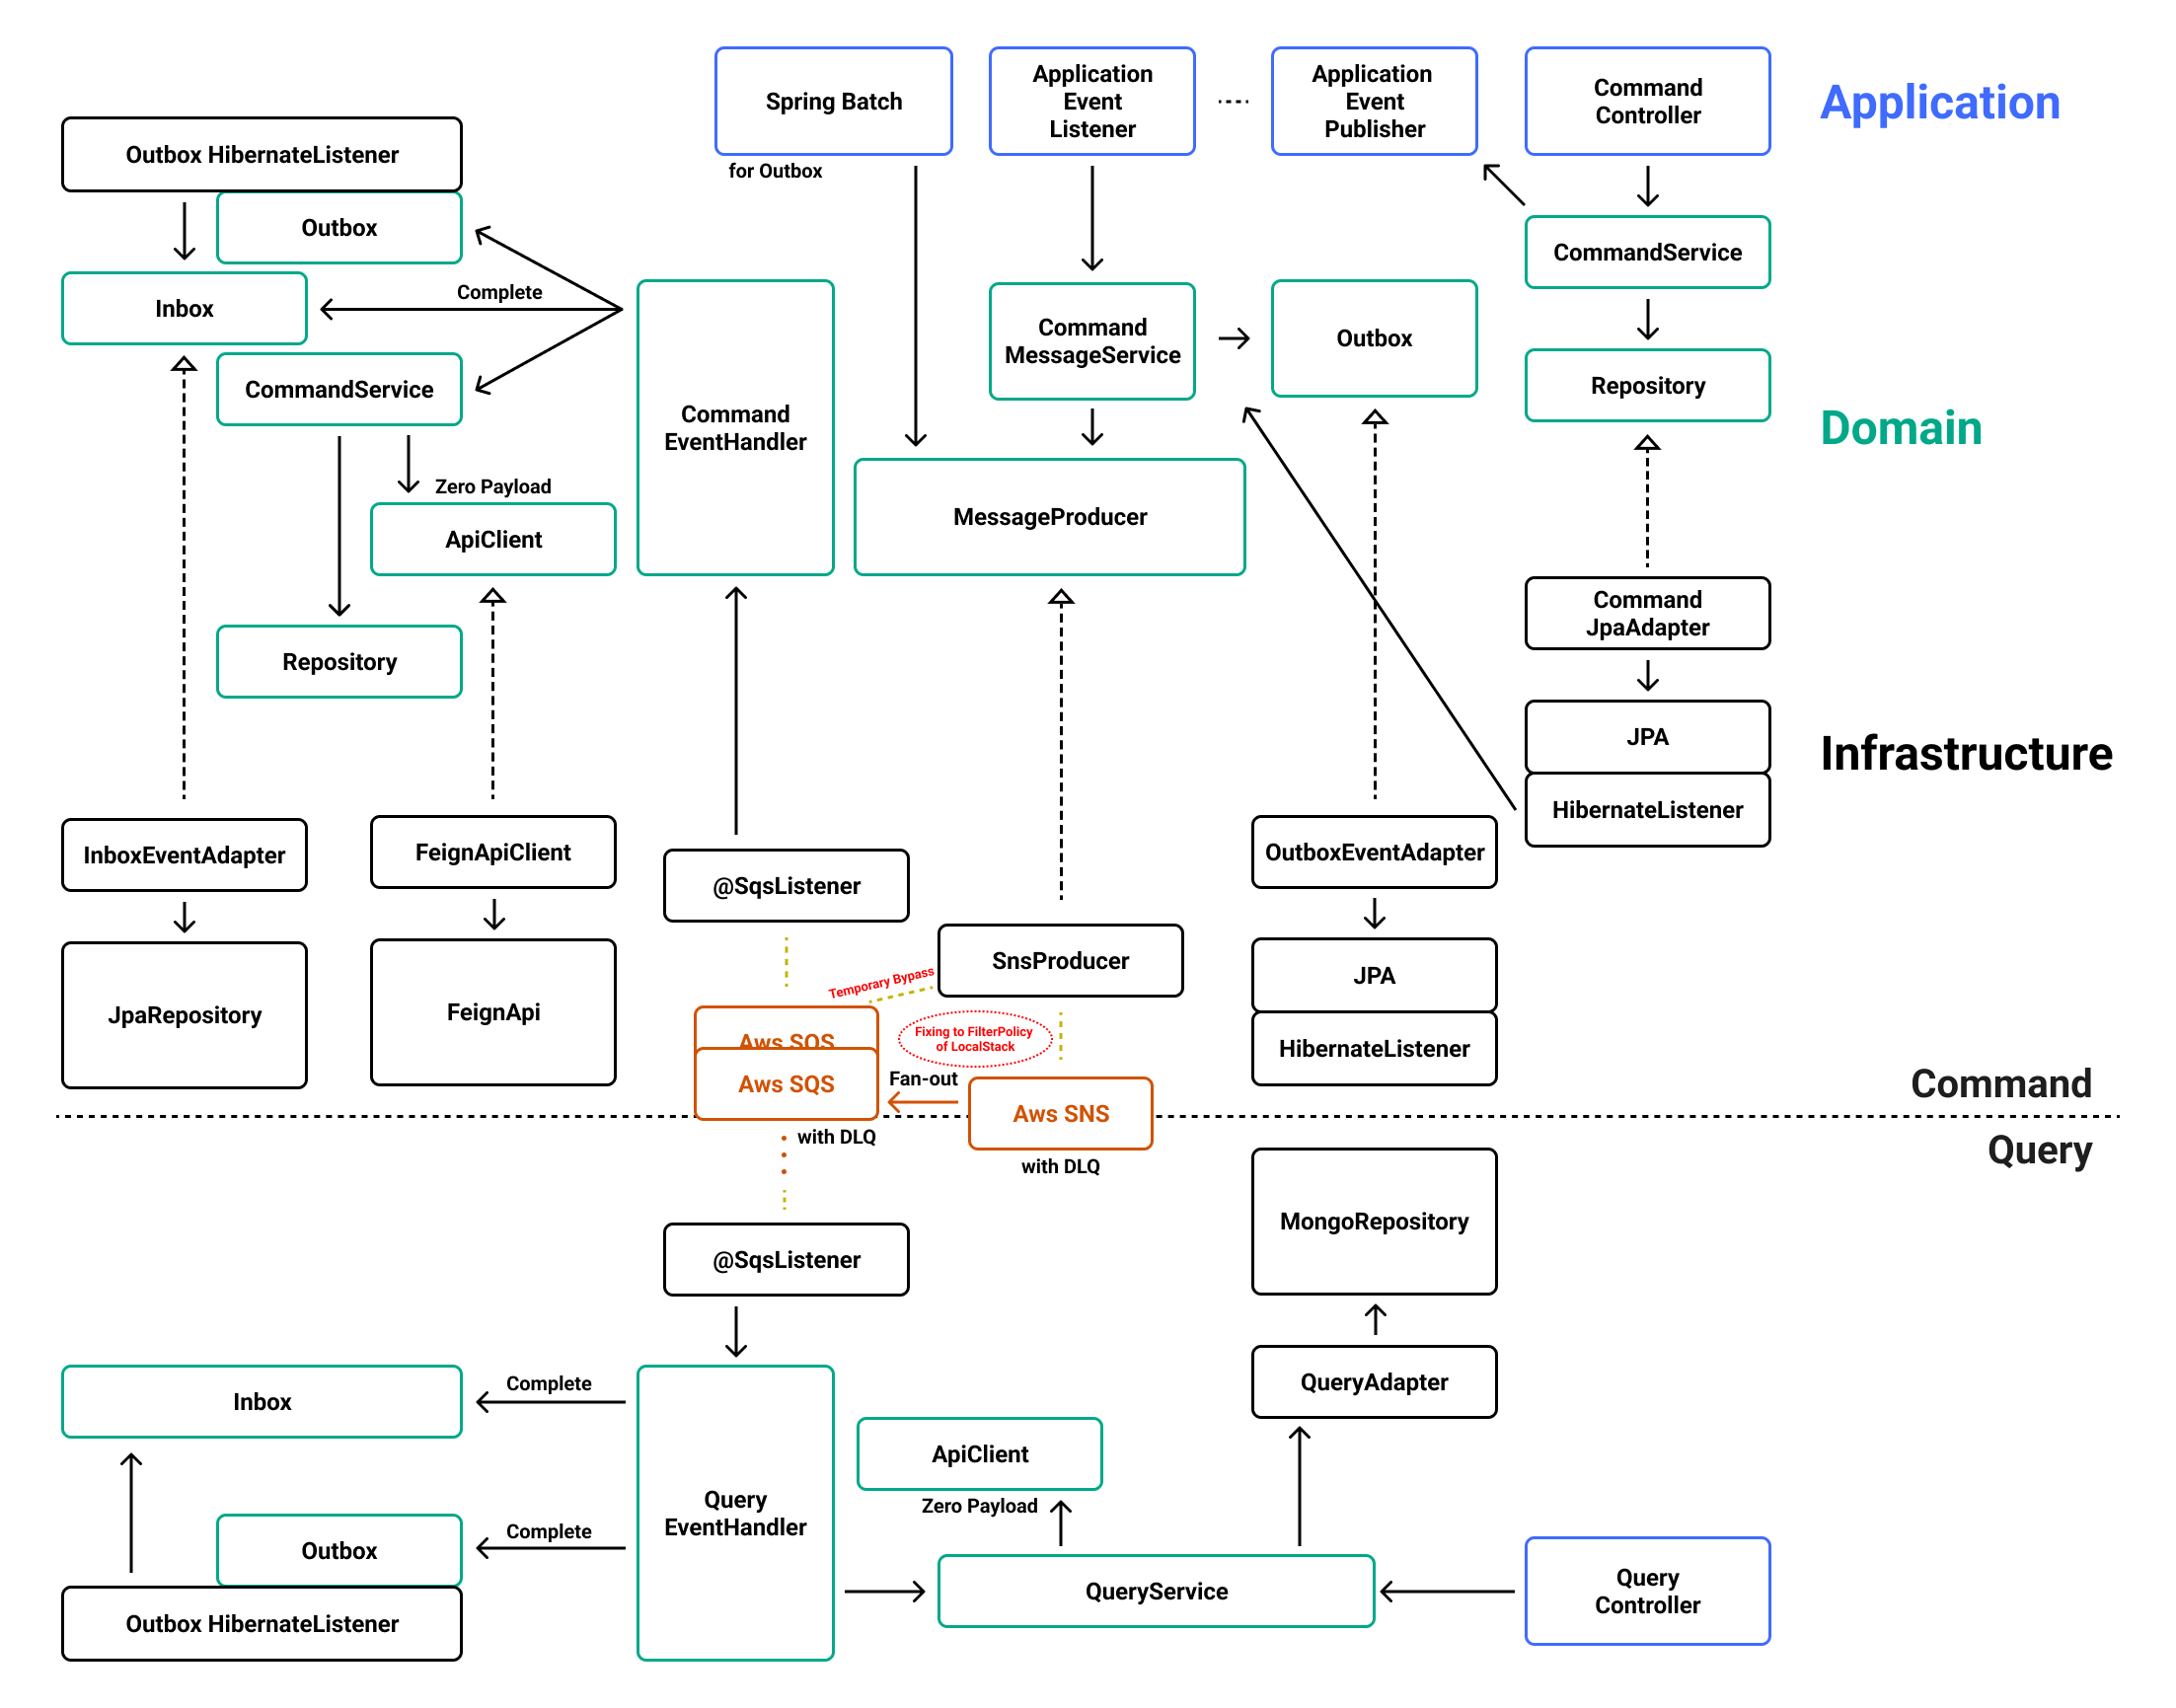 Spring Batch
for Outbox
Application
Event
Listener
Application
Event
Publisher
Command
Controller
Application
Outbox HibernateListener
Outbox
Inbox
Complete
CommandService
Zero Payload
ApiClient
Repository
Command
EventHandler
Command
MessageService
Outbox
MessageProducer
CommandService
Repository
Domain
Command
JpaAdapter
JPA
HibernateListener
Infrastructure
InboxEventAdapter
JpaRepository
FeignApiClient
FeignApi
@SqsListener
SnsProducer
Temporary Bypass
Fixing to FilterPolicy
of LocalStack
Aws SQS
Aws SQS
Fan-out
Aws SNS
with DLQ
with DLQ
OutboxEventAdapter
JPA
HibernateListener
Command
Query
MongoRepository
QueryAdapter
@SqsListener
Inbox
Complete
Outbox
Complete
Outbox HibernateListener
Query
EventHandler
ApiClient
Zero Payload
QueryService
Query
Controller